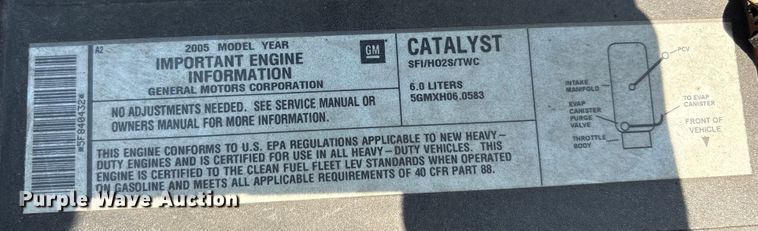 A2
2005 MODEL YEAR
IMPORTANT ENGINE
INFORMATION
GENERAL MOTORS CORPORATION
GM
CATALYST
SFI/HO2S/TWC
6.0 LITERS
5GMXH06.0583
NO ADJUSTMENTS NEEDED. SEE SERVICE MANUAL OR
OWNERS MANUAL FOR MORE INFORMATION.
THIS ENGINE CONFORMS TO U.S. EPA REGULATIONS APPLICABLE TO NEW HEAVY-
DUTY ENGINES AND IS CERTIFIED FOR USE IN ALL HEAVY-DUTY VEHICLES. THIS
ENGINE IS CERTIFIED TO THE CLEAN FUEL FLEET LEV STANDARDS WHEN OPERATED
ON GASOLINE AND MEETS ALL APPLICABLE REQUIREMENTS OF 40 CFR PART 88.
PCV
INTAKE
MANIFOLD
EVAP
CANISTER
PURGE
VALVE
THROTTLE
BODY
TO EVAP
CANISTER
FRONT OF
VEHICLE
*5F840432*
Purple Wave Auction